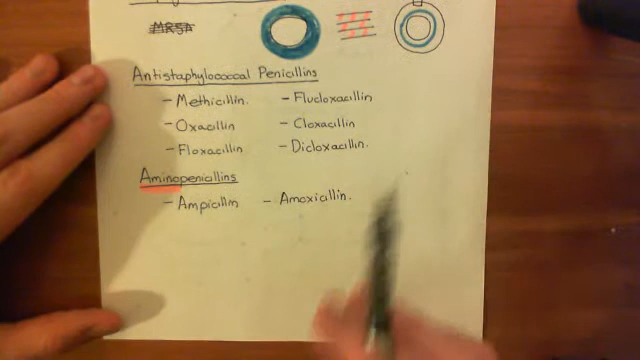 MRSA
Antistaphylococcal Penicillins
- Methicillin. - Flucloxacillin
- Oxacillin - Cloxacillin
- Floxacillin - Dicloxacillin.
Aminopenicillins
- Ampicillin - Amoxicillin.